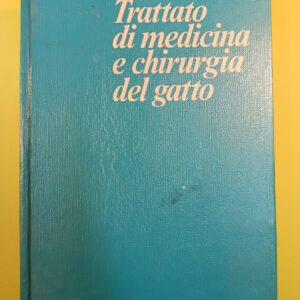 Trattato
di medicina
e chirurgia
del gatto